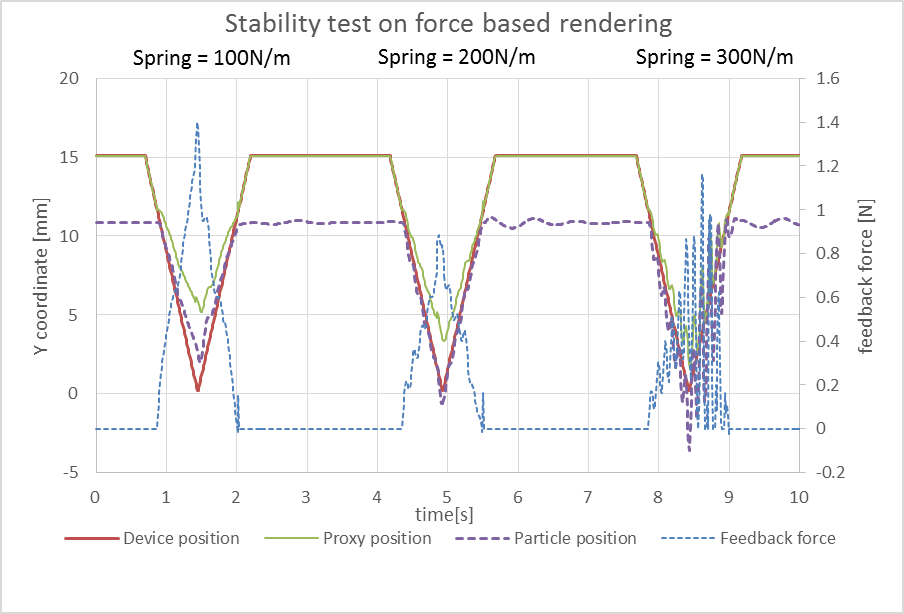 Stability test on force based rendering
Spring = 100N/m Spring = 200N/m Spring = 300N/m
20 1.6
1.4
15 1.2
1
10 0.8
0.6
5 0.4
0.2
0 0
-5 -0.2
Y coordinate [mm]
feedback force [N]
0 1 2 3 4 5 6 7 8 9 10
time[s]
Device position Proxy position Particle position Feedback force